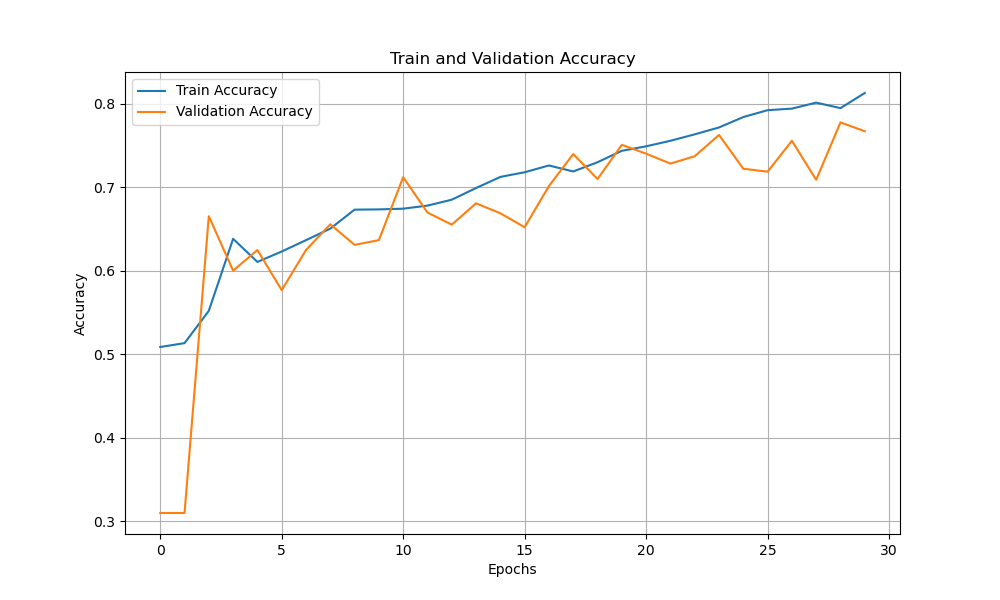 Train and Validation Accuracy
Train Accuracy
Validation Accuracy
0.8
0.7
0.6
0.5
0.4
0.3
Accuracy
0 5 10 15 20 25 30
Epochs